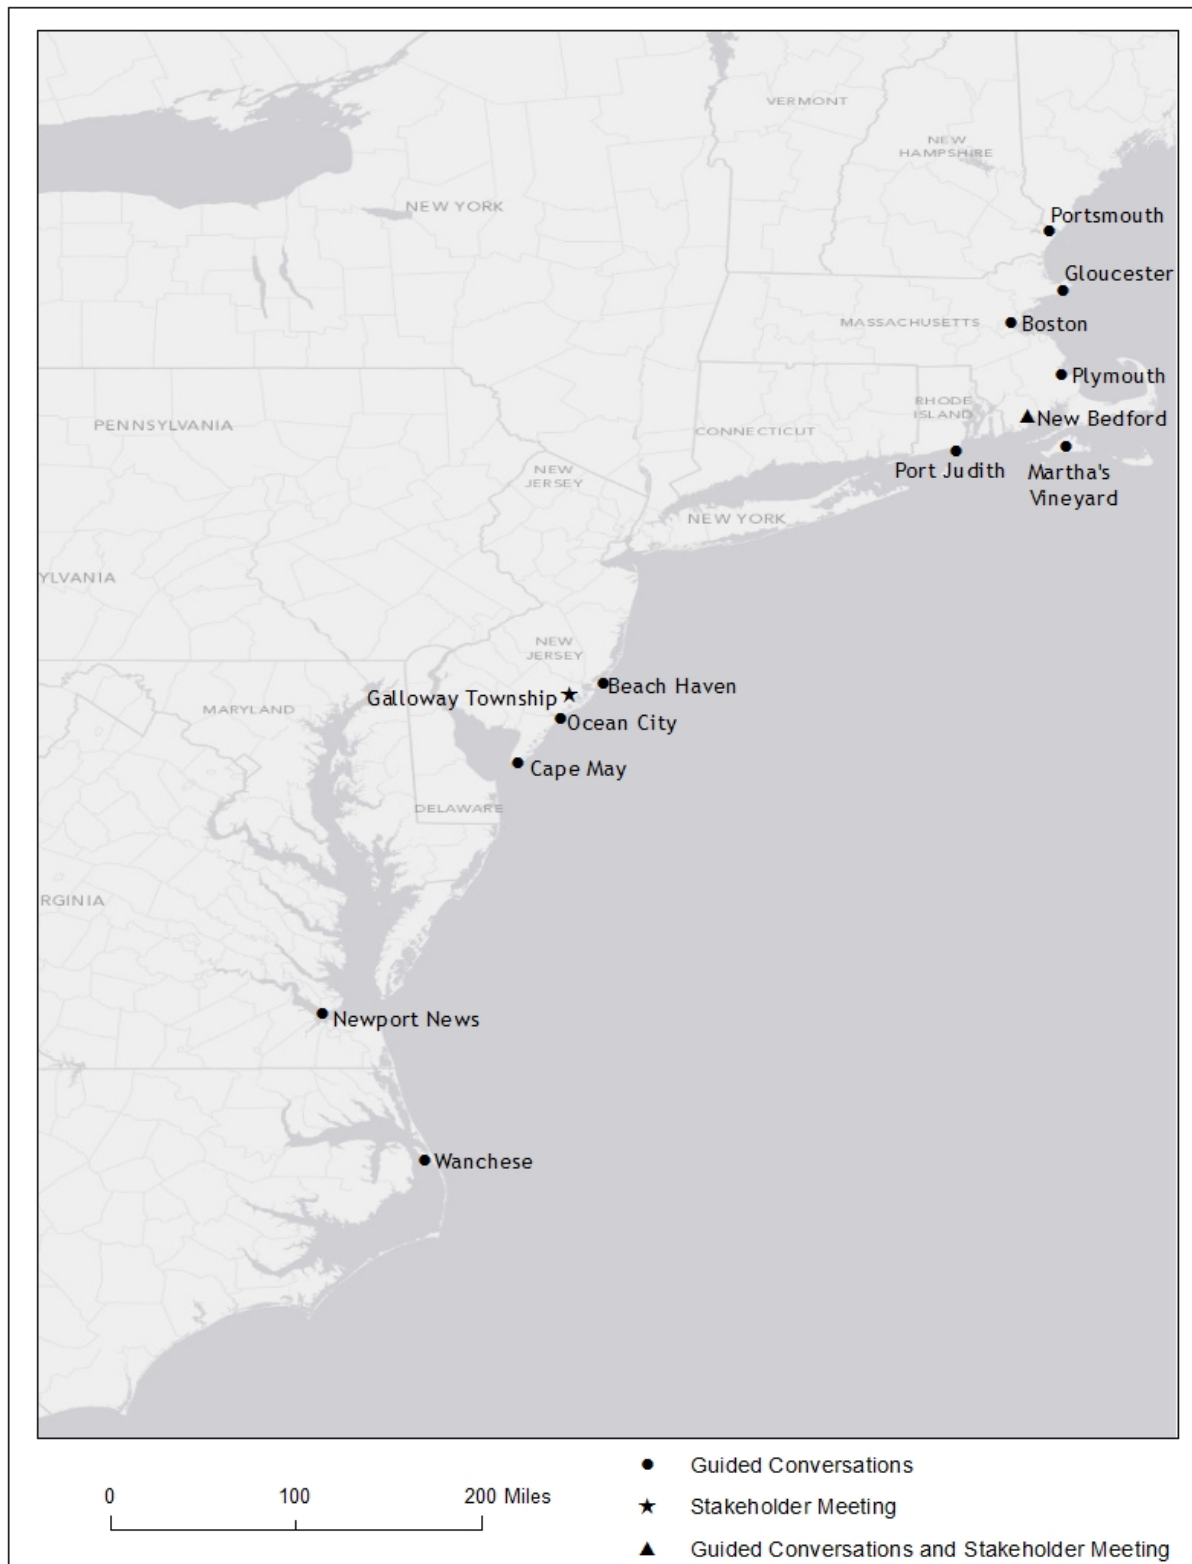 VERMONT
NEW
HAMPSHIRE
NEW YORK
Portsmouth
Gloucester
MASSACHUSETTS
Boston
Plymouth
PENNSYLVANIA
RHODE
ISLAND
New Bedford
CONNECTICUT
Port Judith
Martha's
Vineyard
NEW
JERSEY
NEW YORK
YLVANIA
NEW
JERSEY
Beach Haven
Galloway Township
MARYLAND
Ocean City
Cape May
DELAWARE
RGINIA
Newport News
Wanchese
0 100 200 Miles
Guided Conversations
Stakeholder Meeting
Guided Conversations and Stakeholder Meeting